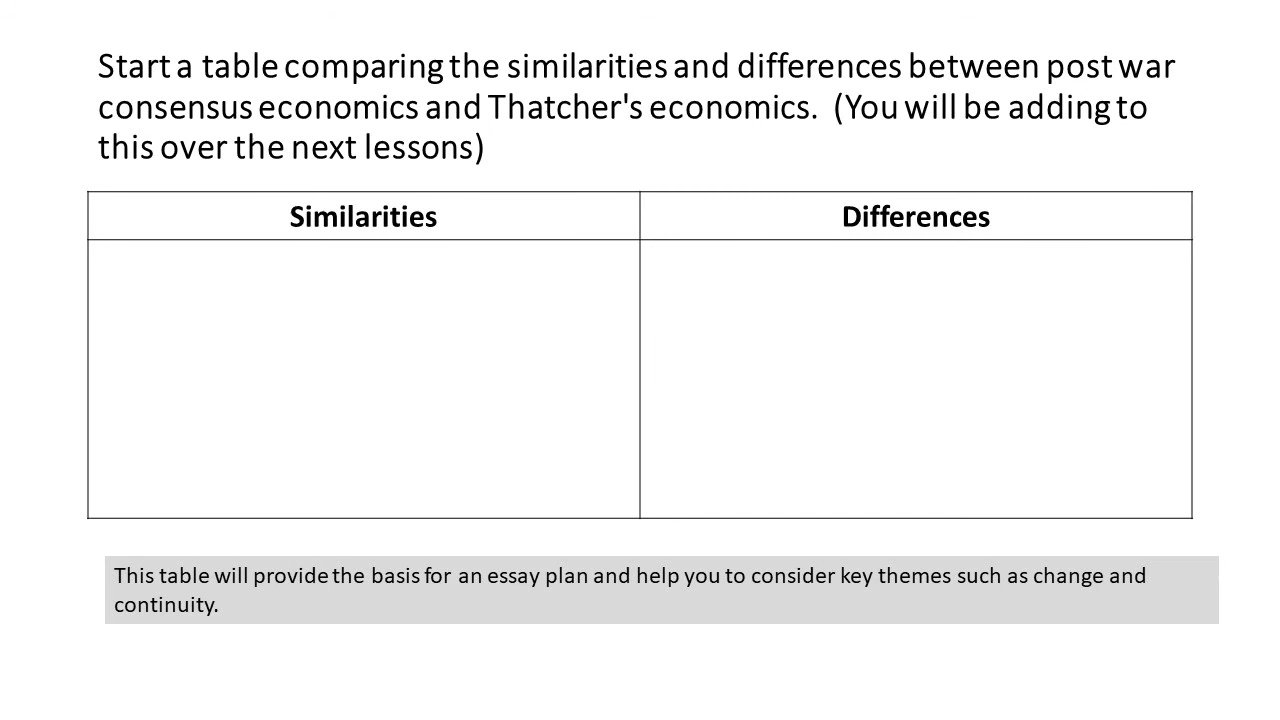 Start a table comparing the similarities and differences between post war
consensus economics and Thatcher's economics.  (You will be adding to
this over the next lessons)
Similarities
Differences
This table will provide the basis for an essay plan and help you to consider key themes such as change and
continuity.